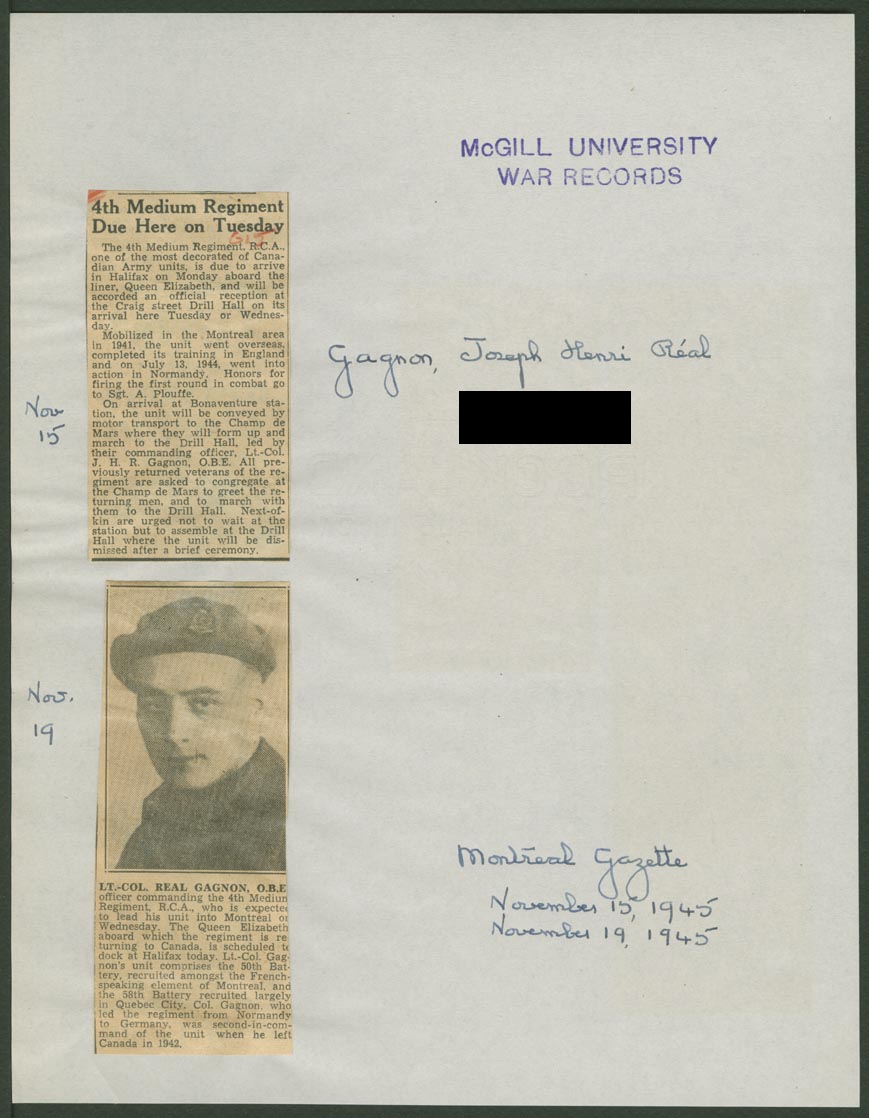 McGILL UNIVERSITY
WAR RECORDS
4th Medium Regiment
Due Here on Tuesday
The 4th Medium Regiment, R.C.A.,
one of the most decorated of Cana-
dian Army units, is due to arrive
in Halifax on Monday aboard the
liner, Queen Elizabeth, and will be
accorded an official reception at
the Craig street Drill Hall on its
arrival here Tuesday or Wednes-
day.
Mobilized in the Montreal area
in 1941, the unit went overseas,
completed its training in England
and on July 13, 1944, went into
action in Normandy. Honors for
firing the first round in combat go
to Sgt. A. Plouffe.
On arrival at Bonaventure sta-
tion, the unit will be conveyed by
motor transport to the Champ de
Mars where they will form up and
march to the Drill Hall, led by
their commanding officer, Lt.-Col.
J. H. R. Gagnon, O.B.E. All pre-
viously returned veterans of the re-
giment are asked to congregate at
the Champ de Mars to greet the re-
turning men, and to march with
them to the Drill Hall. Next-of-
kin are urged not to wait at the
station but to assemble at the Drill
Hall where the unit will be dis-
missed after a brief ceremony.
Nov
15
Gagnon, Joseph Henri Réal
Nov.
19
LT.-COL. REAL GAGNON, O.B.E
officer commanding the 4th Medium
Regiment, R.C.A., who is expected
to lead his unit into Montreal on
Wednesday. The Queen Elizabeth
aboard which the regiment is re
turning to Canada, is scheduled to
dock at Halifax today. Lt.-Col. Gag-
non's unit comprises the 50th Bat-
tery, recruited amongst the French-
speaking element of Montreal, and
the 58th Battery recruited largely
in Quebec City. Col. Gagnon, who
led the regiment from Normandy
to Germany, was second-in-com-
mand of the unit when he left
Canada in 1942.
Montreal Gazette
November 15, 1945
November 19, 1945